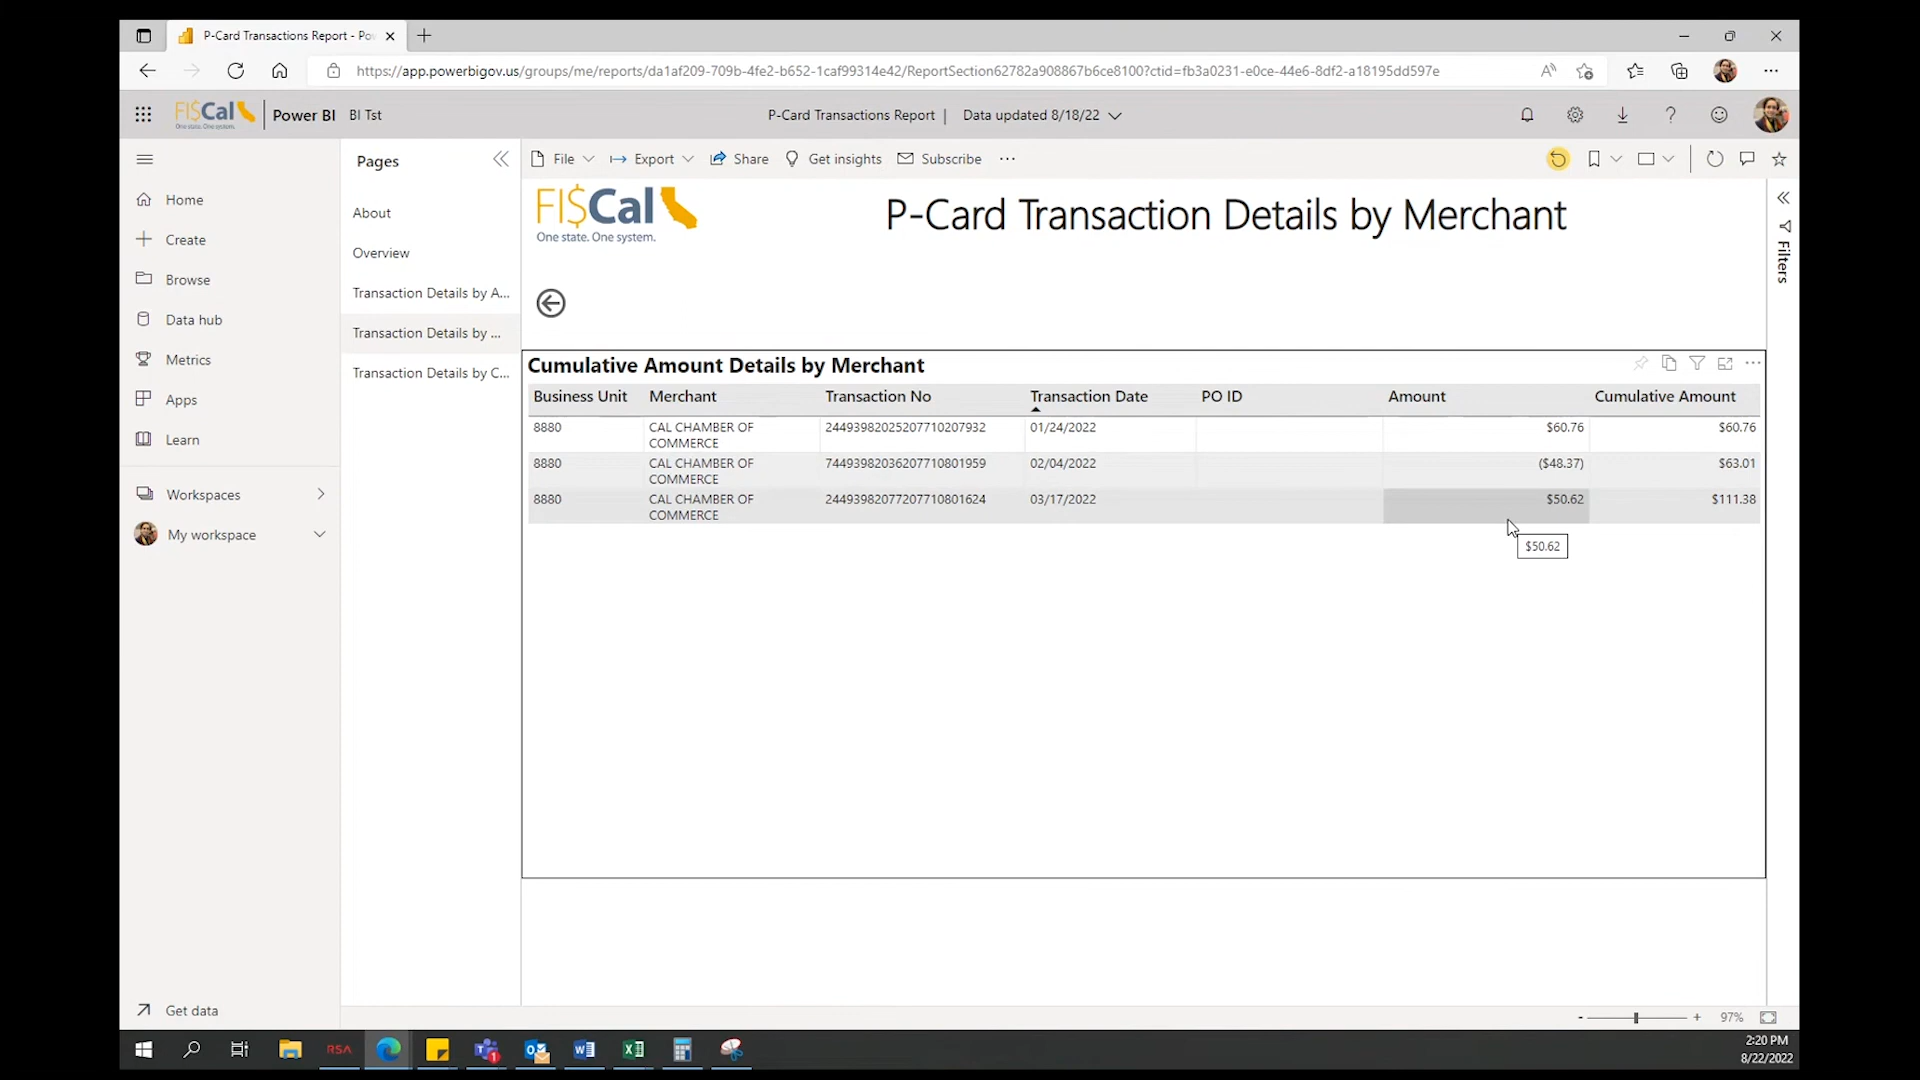 P-Card Transactions Report - Po
https://app.powerbigov.us/groups/me/reports/da1af209-709b-4fe2-b652-1caf99314e42/ReportSection62782a908867b6ce8100?ctid=fb3a0231-e0ce-44e6-8df2-a18195dd597e
FI$Cal
One state. One system.
Power BI BI Tst
P-Card Transactions Report | Data updated 8/18/22
Pages
File Export Share Get insights Subscribe
Home
Create
Browse
Data hub
Metrics
Apps
Learn
Workspaces
My workspace
Get data
About
Overview
Transaction Details by A...
Transaction Details by ...
Transaction Details by C...
FI$Cal
One state. One system.
P-Card Transaction Details by Merchant
Filters
Cumulative Amount Details by Merchant
Business Unit Merchant Transaction No Transaction Date PO ID Amount Cumulative Amount
8880 CAL CHAMBER OF COMMERCE 24493982025207710207932 01/24/2022 $60.76 $60.76
8880 CAL CHAMBER OF COMMERCE 74493982036207710801959 02/04/2022 ($48.37) $63.01
8880 CAL CHAMBER OF COMMERCE 24493982077207710801624 03/17/2022 $50.62 $111.38
$50.62
- + 97%
RSA
1
2:20 PM
8/22/2022